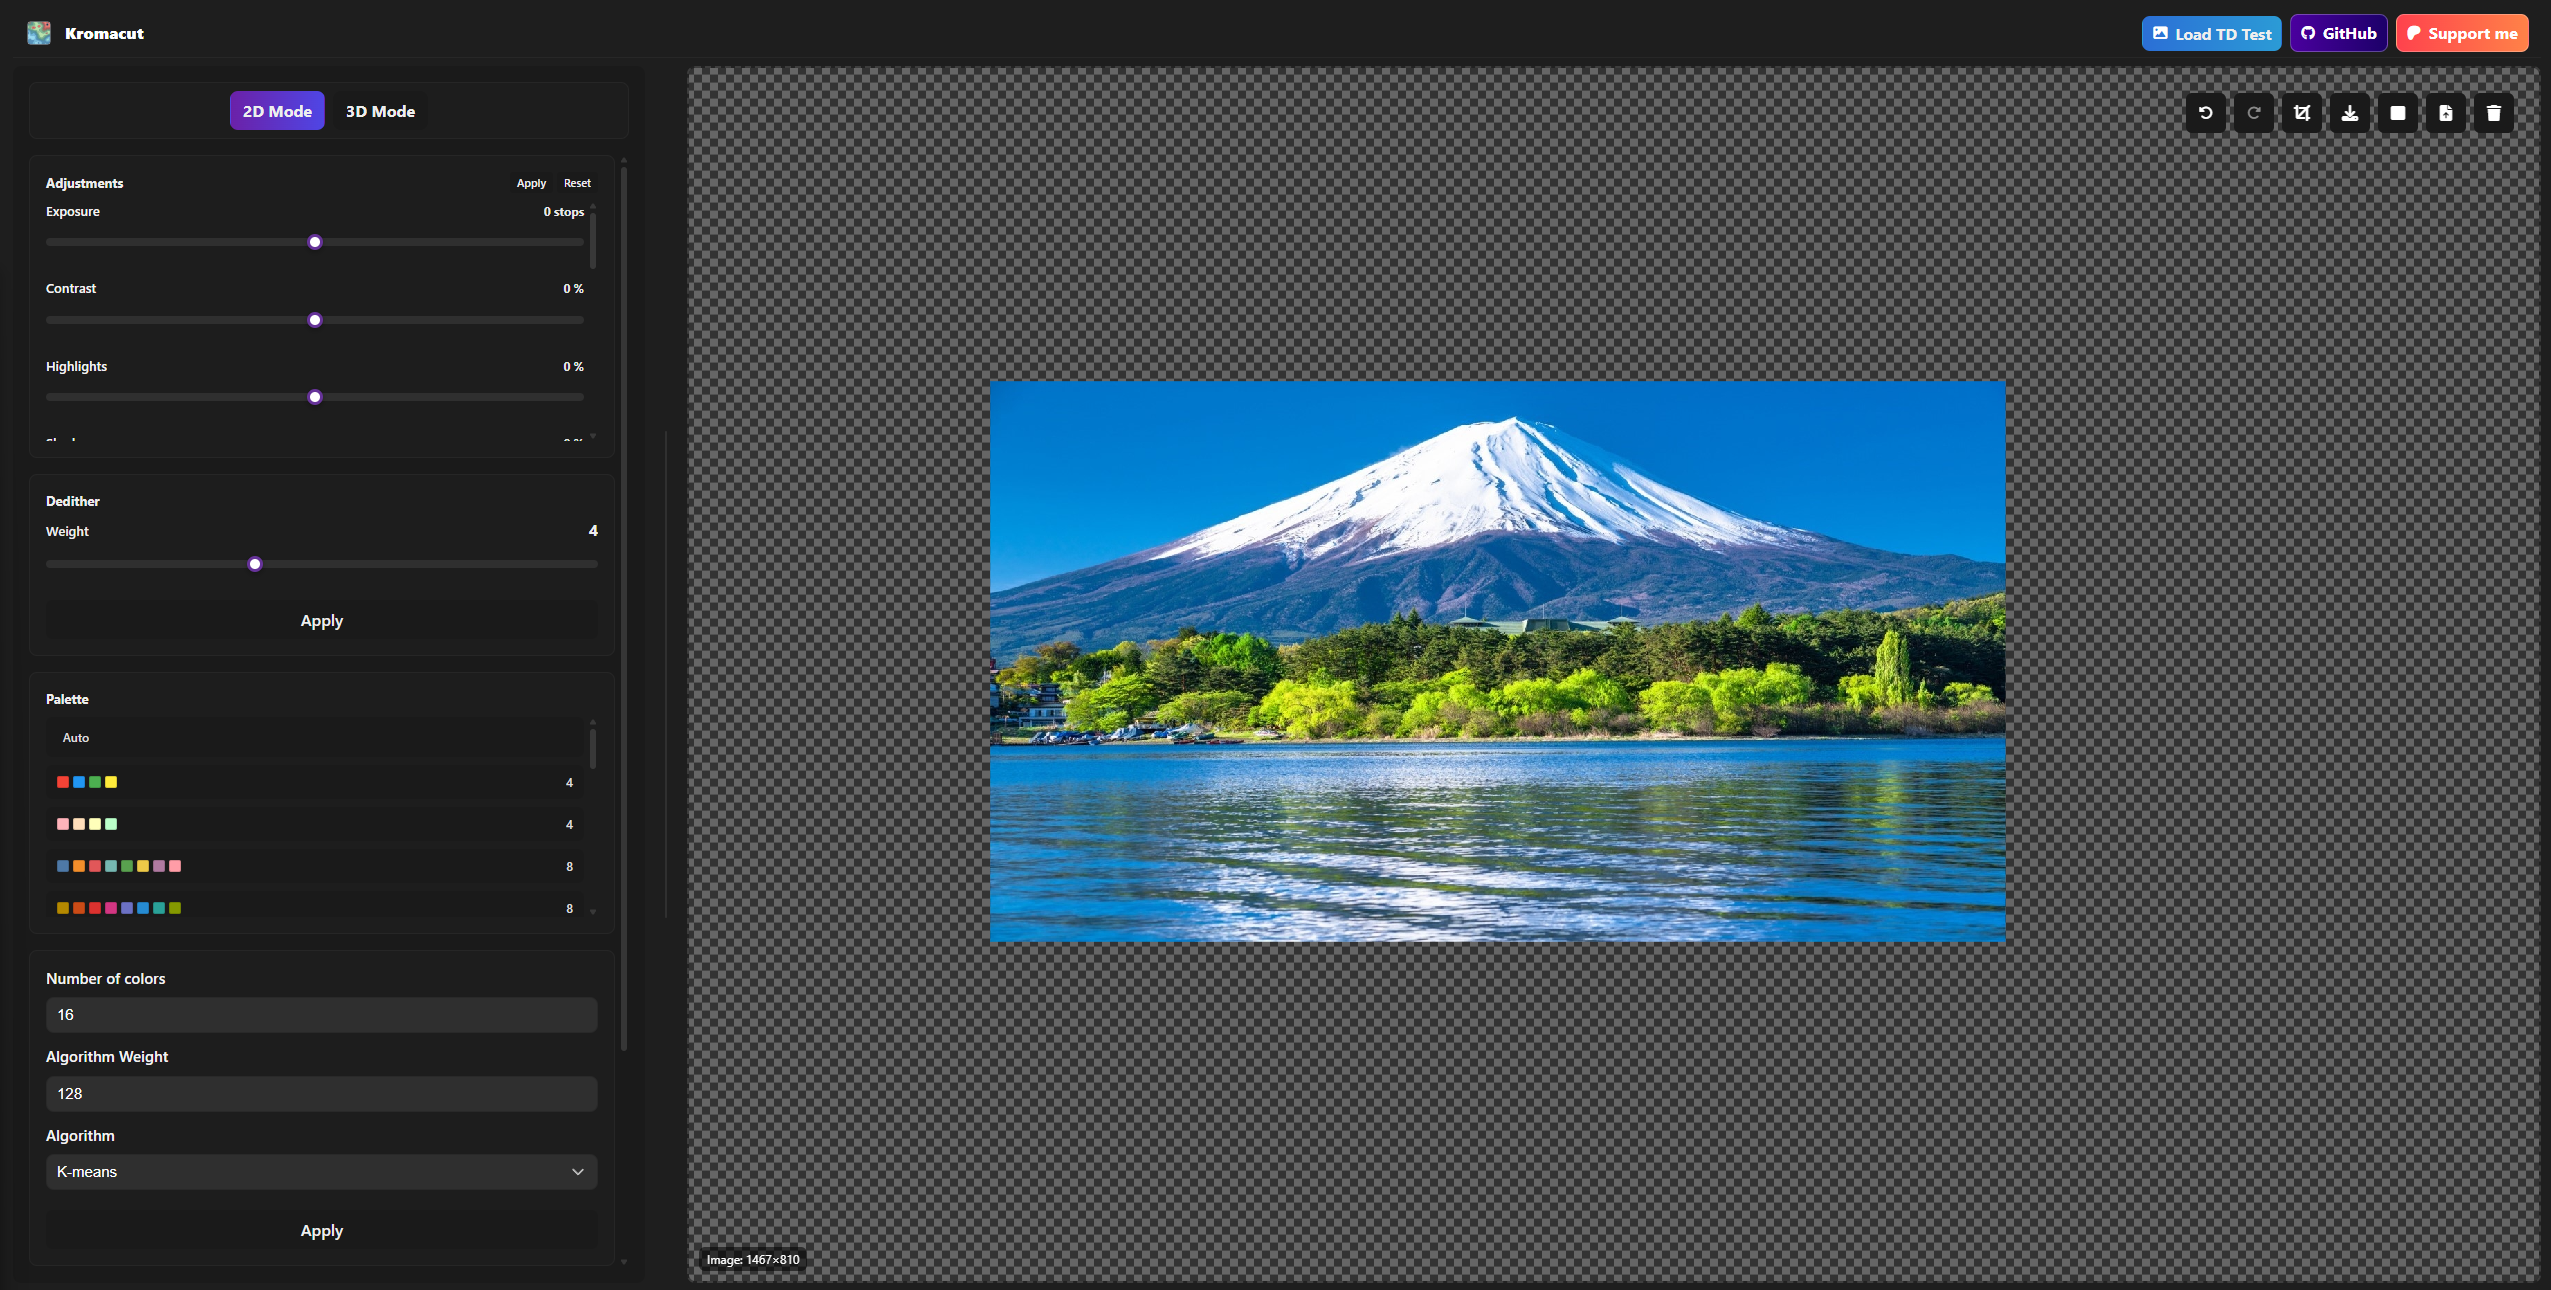 Kromacut
Load TD Test
GitHub
Support me
2D Mode
3D Mode
Adjustments
Apply
Reset
Exposure
0 stops
Contrast
0 %
Highlights
0 %
Dedither
Weight
4
Apply
Palette
Auto
4
4
8
8
Number of colors
16
Algorithm Weight
128
Algorithm
K-means
Apply
Image: 1467×810